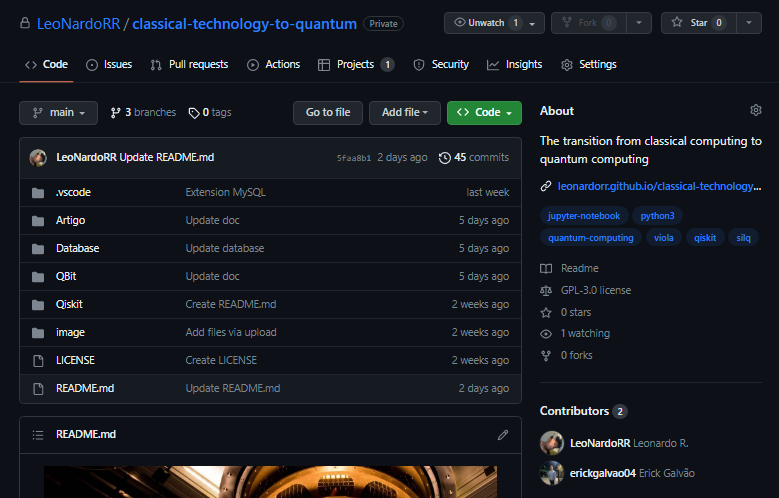 LeoNardoRR / classical-technology-to-quantum Private Unwatch 1 Fork 0 Star 0
Code Issues Pull requests Actions Projects 1 Security Insights Settings
main 3 branches 0 tags Go to file Add file Code
LeoNardoRR Update README.md 5faa8b1 2 days ago 45 commits
.vscode Extension MySQL last week
Artigo Update doc 5 days ago
Database Update database 5 days ago
QBit Update doc 5 days ago
Qiskit Create README.md 2 weeks ago
image Add files via upload 2 weeks ago
LICENSE Create LICENSE 2 weeks ago
README.md Update README.md 2 days ago
README.md
About
The transition from classical computing to
quantum computing
leonardorr.github.io/classical-technology...
jupyter-notebook python3
quantum-computing viola qiskit silq
Readme
GPL-3.0 license
0 stars
1 watching
0 forks
Contributors 2
LeoNardoRR Leonardo R.
erickgalvao04 Erick Galvão